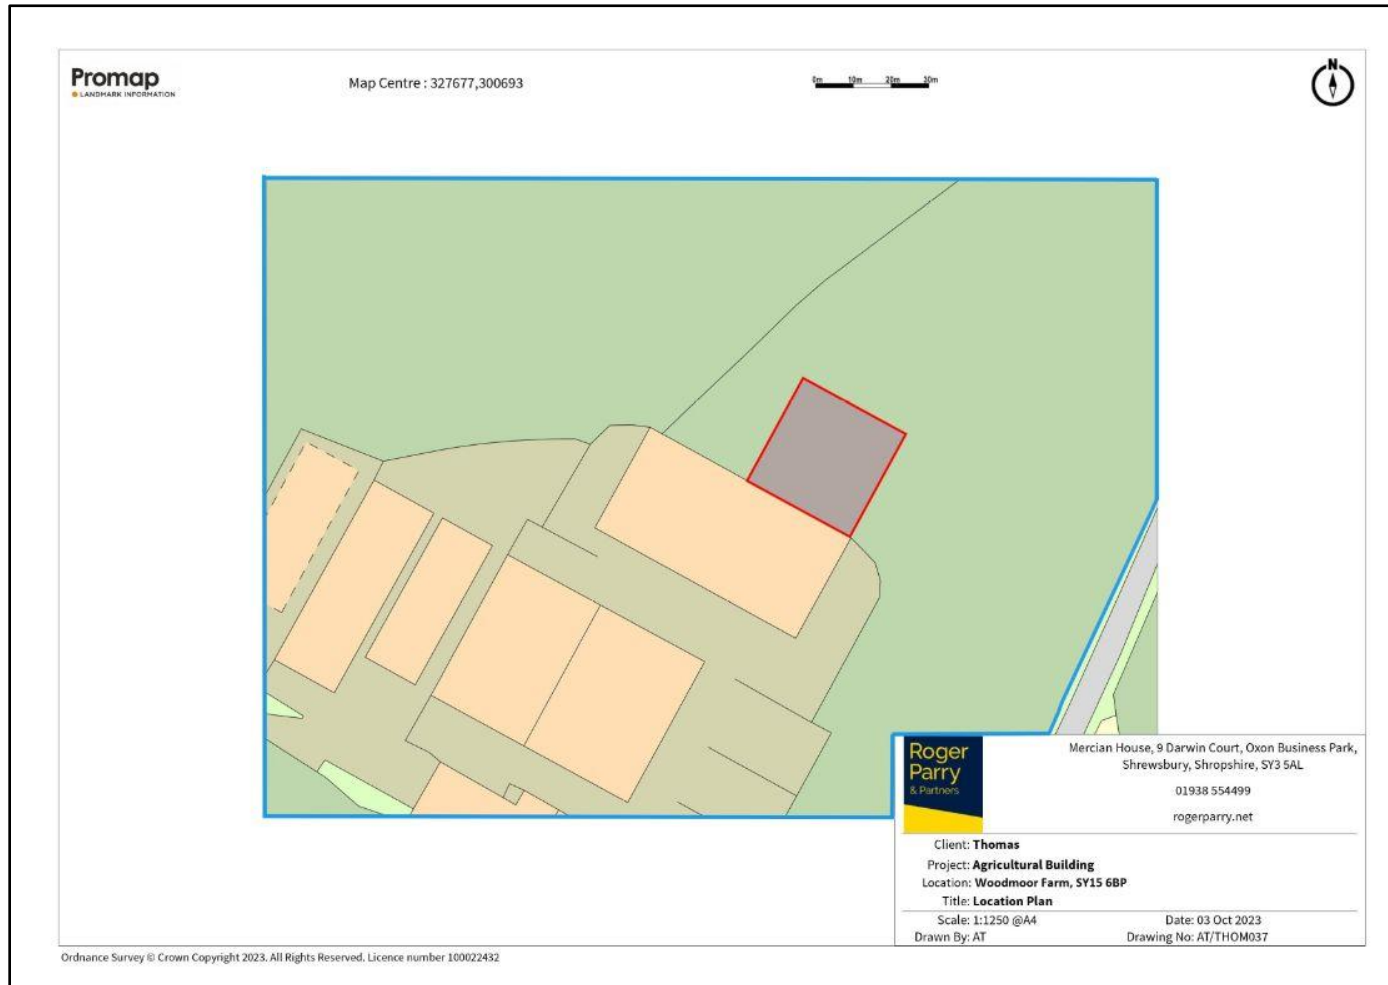 Promap
LANDMARK INFORMATION
Map Centre : 327677,300693
0m 10m 20m 30m
N
Roger
Parry
& Partners
Mercian House, 9 Darwin Court, Oxon Business Park,
Shrewsbury, Shropshire, SY3 5AL
01938 554499
rogerparry.net
Client: Thomas
Project: Agricultural Building
Location: Woodmoor Farm, SY15 6BP
Title: Location Plan
Scale: 1:1250 @A4
Date: 03 Oct 2023
Drawn By: AT
Drawing No: AT/THOM037
Ordnance Survey © Crown Copyright 2023. All Rights Reserved. Licence number 100022432